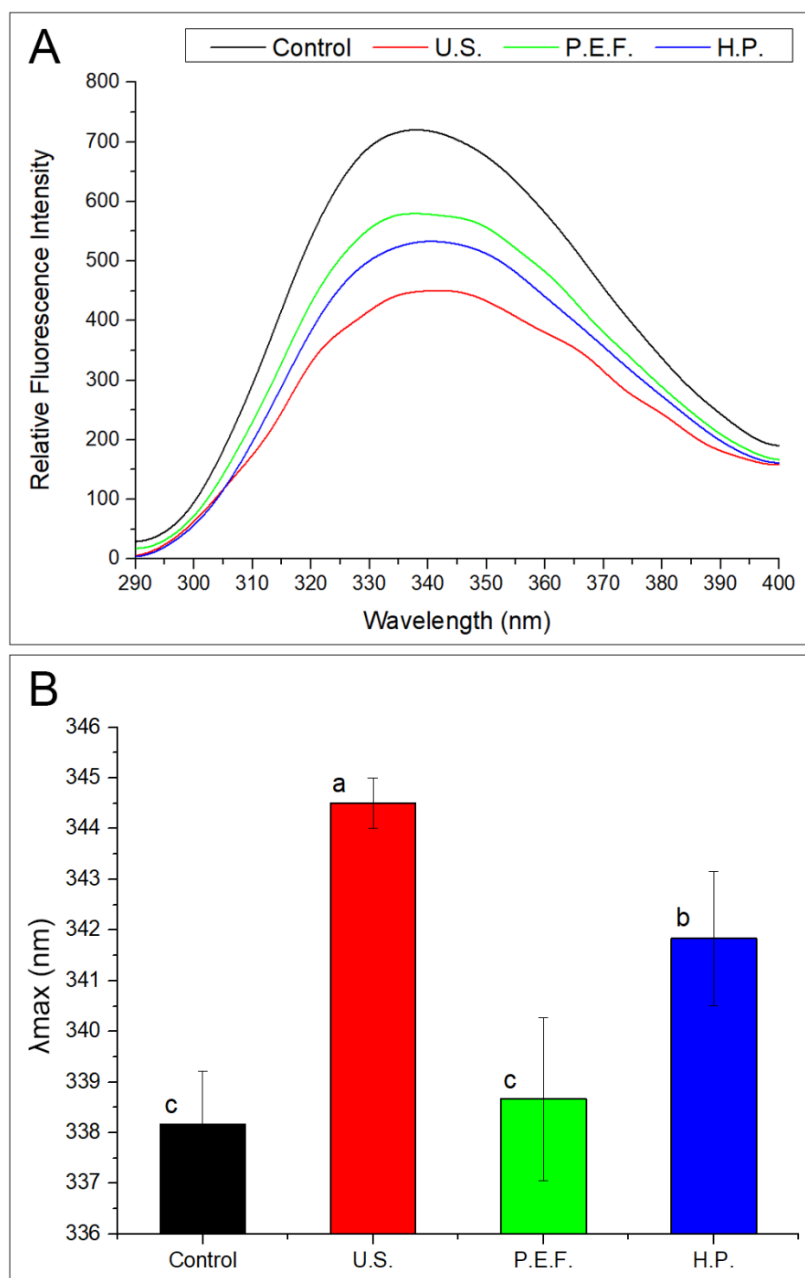 A
Control U.S. P.E.F. H.P.
800
700
600
500
400
300
200
100
0
290 300 310 320 330 340 350 360 370 380 390 400
Relative Fluorescence Intensity
Wavelength (nm)
B
346
345
344
343
342
341
340
339
338
337
336
λmax (nm)
c
a
c
b
Control U.S. P.E.F. H.P.